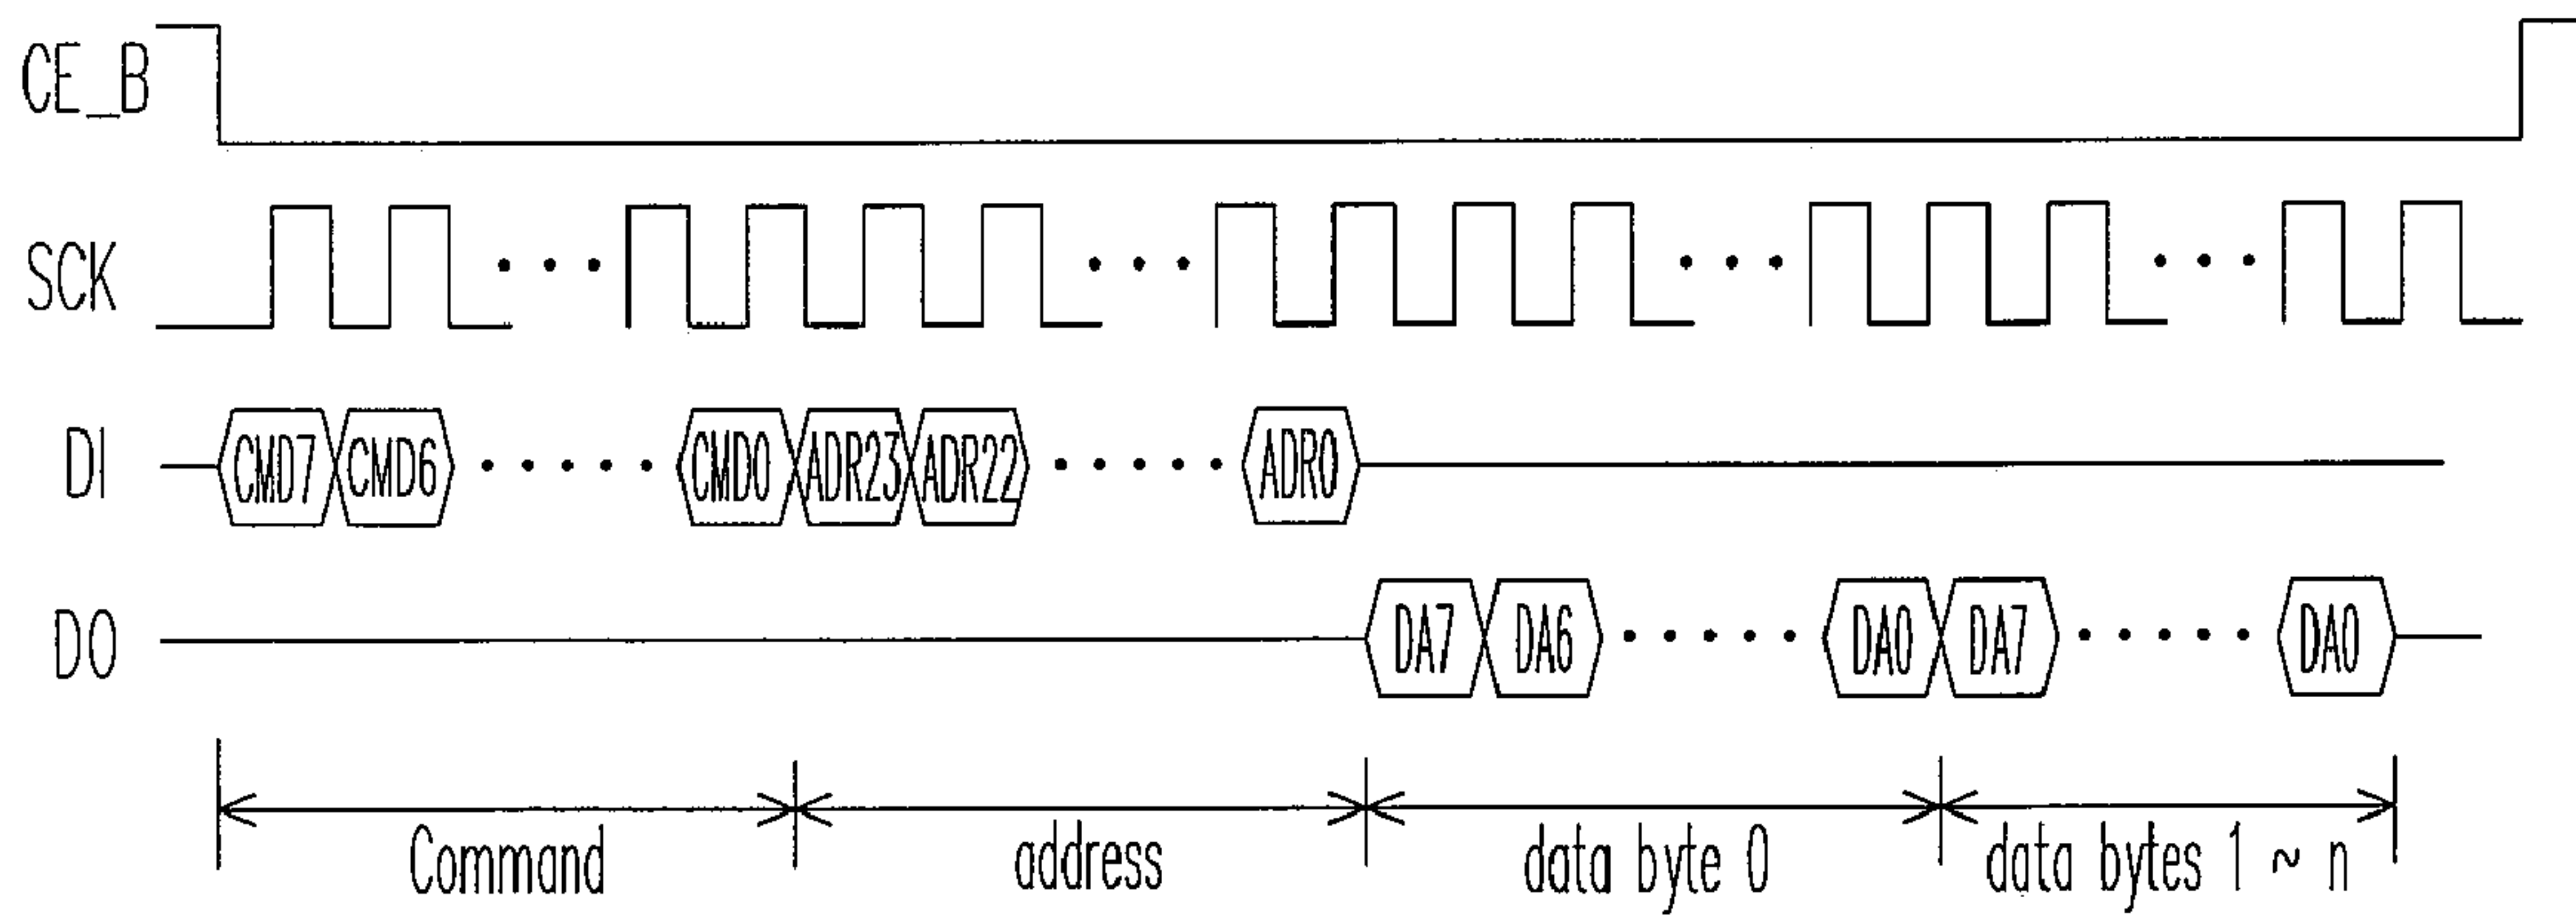 CE_B
SCK
DI CMD7 CMD6 CMD0 ADR23 ADR22 ADR0
DO DA7 DA6 DA0 DA7 DA0
Command address data byte 0 data bytes 1 ~ n